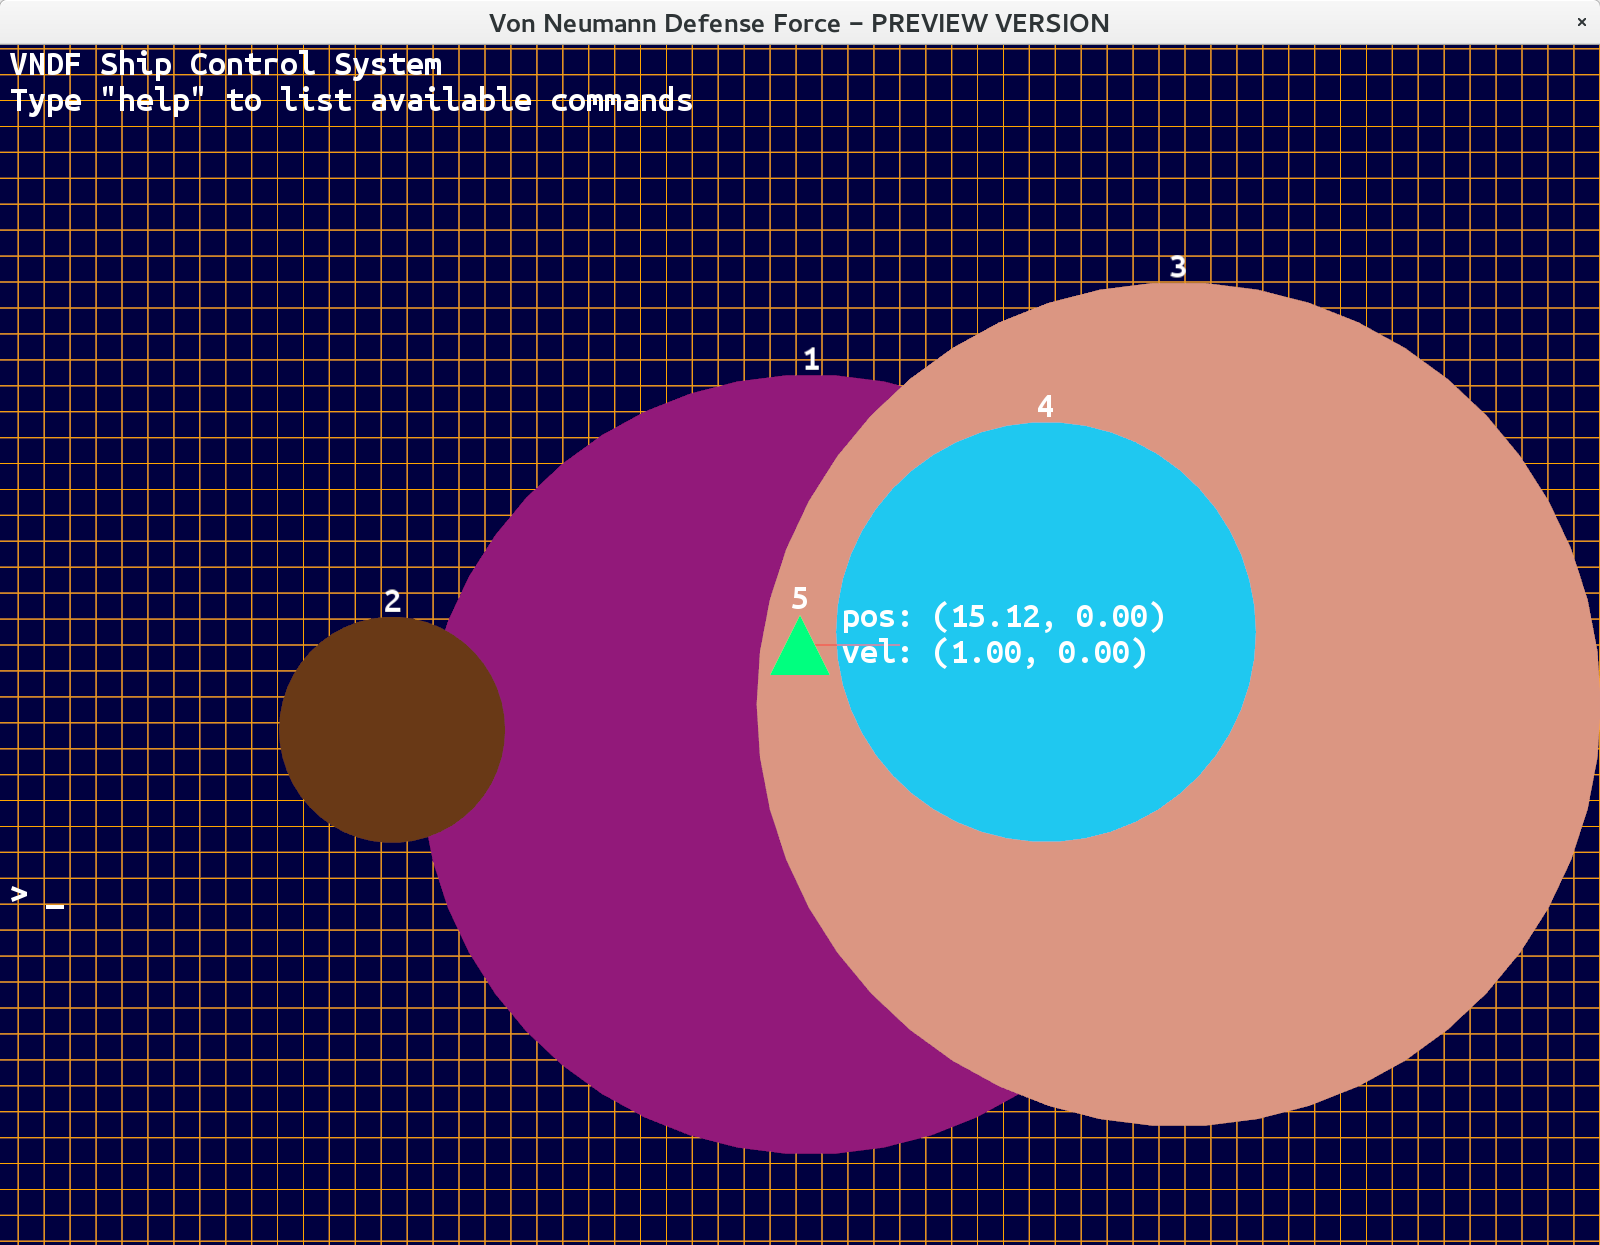 Von Neumann Defense Force – PREVIEW VERSION
×
VNDF Ship Control System
Type "help" to list available commands
3
1
4
2
5
pos: (15.12, 0.00)
vel: (1.00, 0.00)
> _